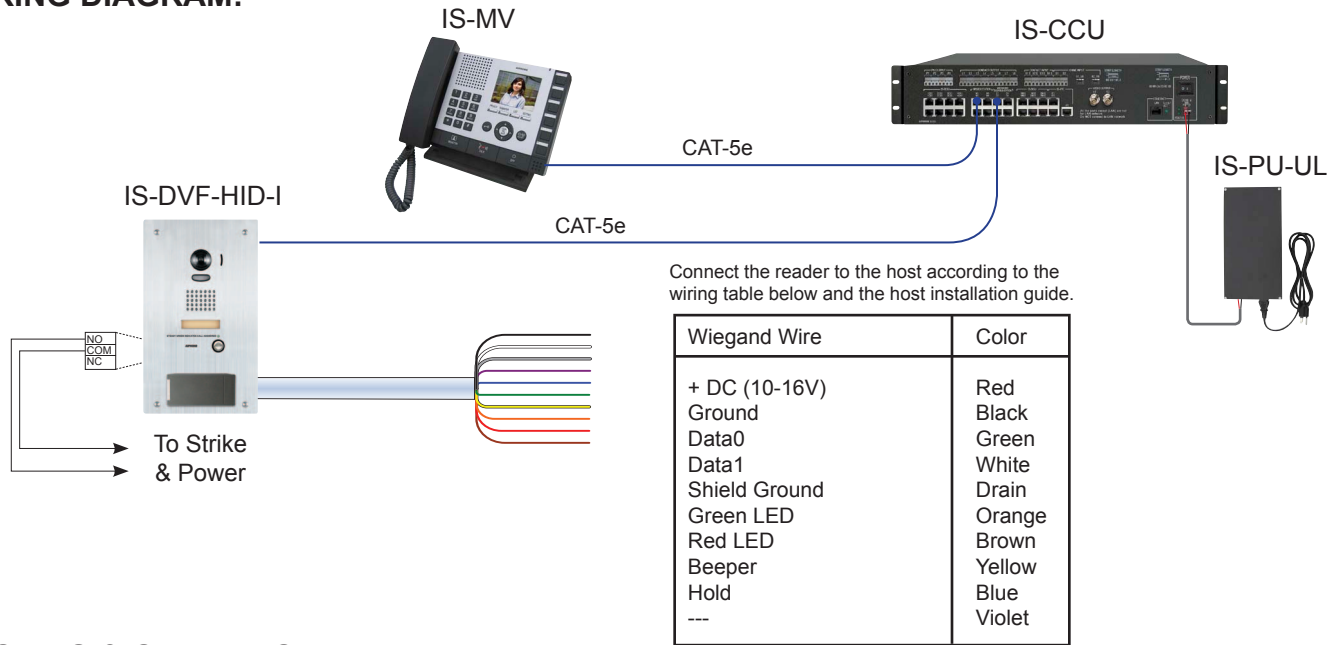 RING DIAGRAM:
IS-MV
IS-CCU
CAT-5e
IS-PU-UL
IS-DVF-HID-I
CAT-5e
Connect the reader to the host according to the
wiring table below and the host installation guide.
NO
COM
NC
To Strike
& Power
Wiegand Wire Color
+ DC (10-16V) Red
Ground Black
Data0 Green
Data1 White
Shield Ground Drain
Green LED Orange
Red LED Brown
Beeper Yellow
Hold Blue
--- Violet